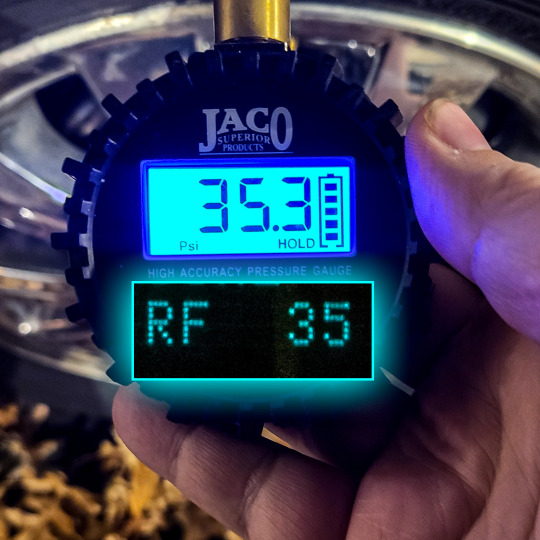 JACO
SUPERIOR
PRODUCTS
35.3
Psi HOLD
HIGH ACCURACY PRESSURE GAUGE
RF 35